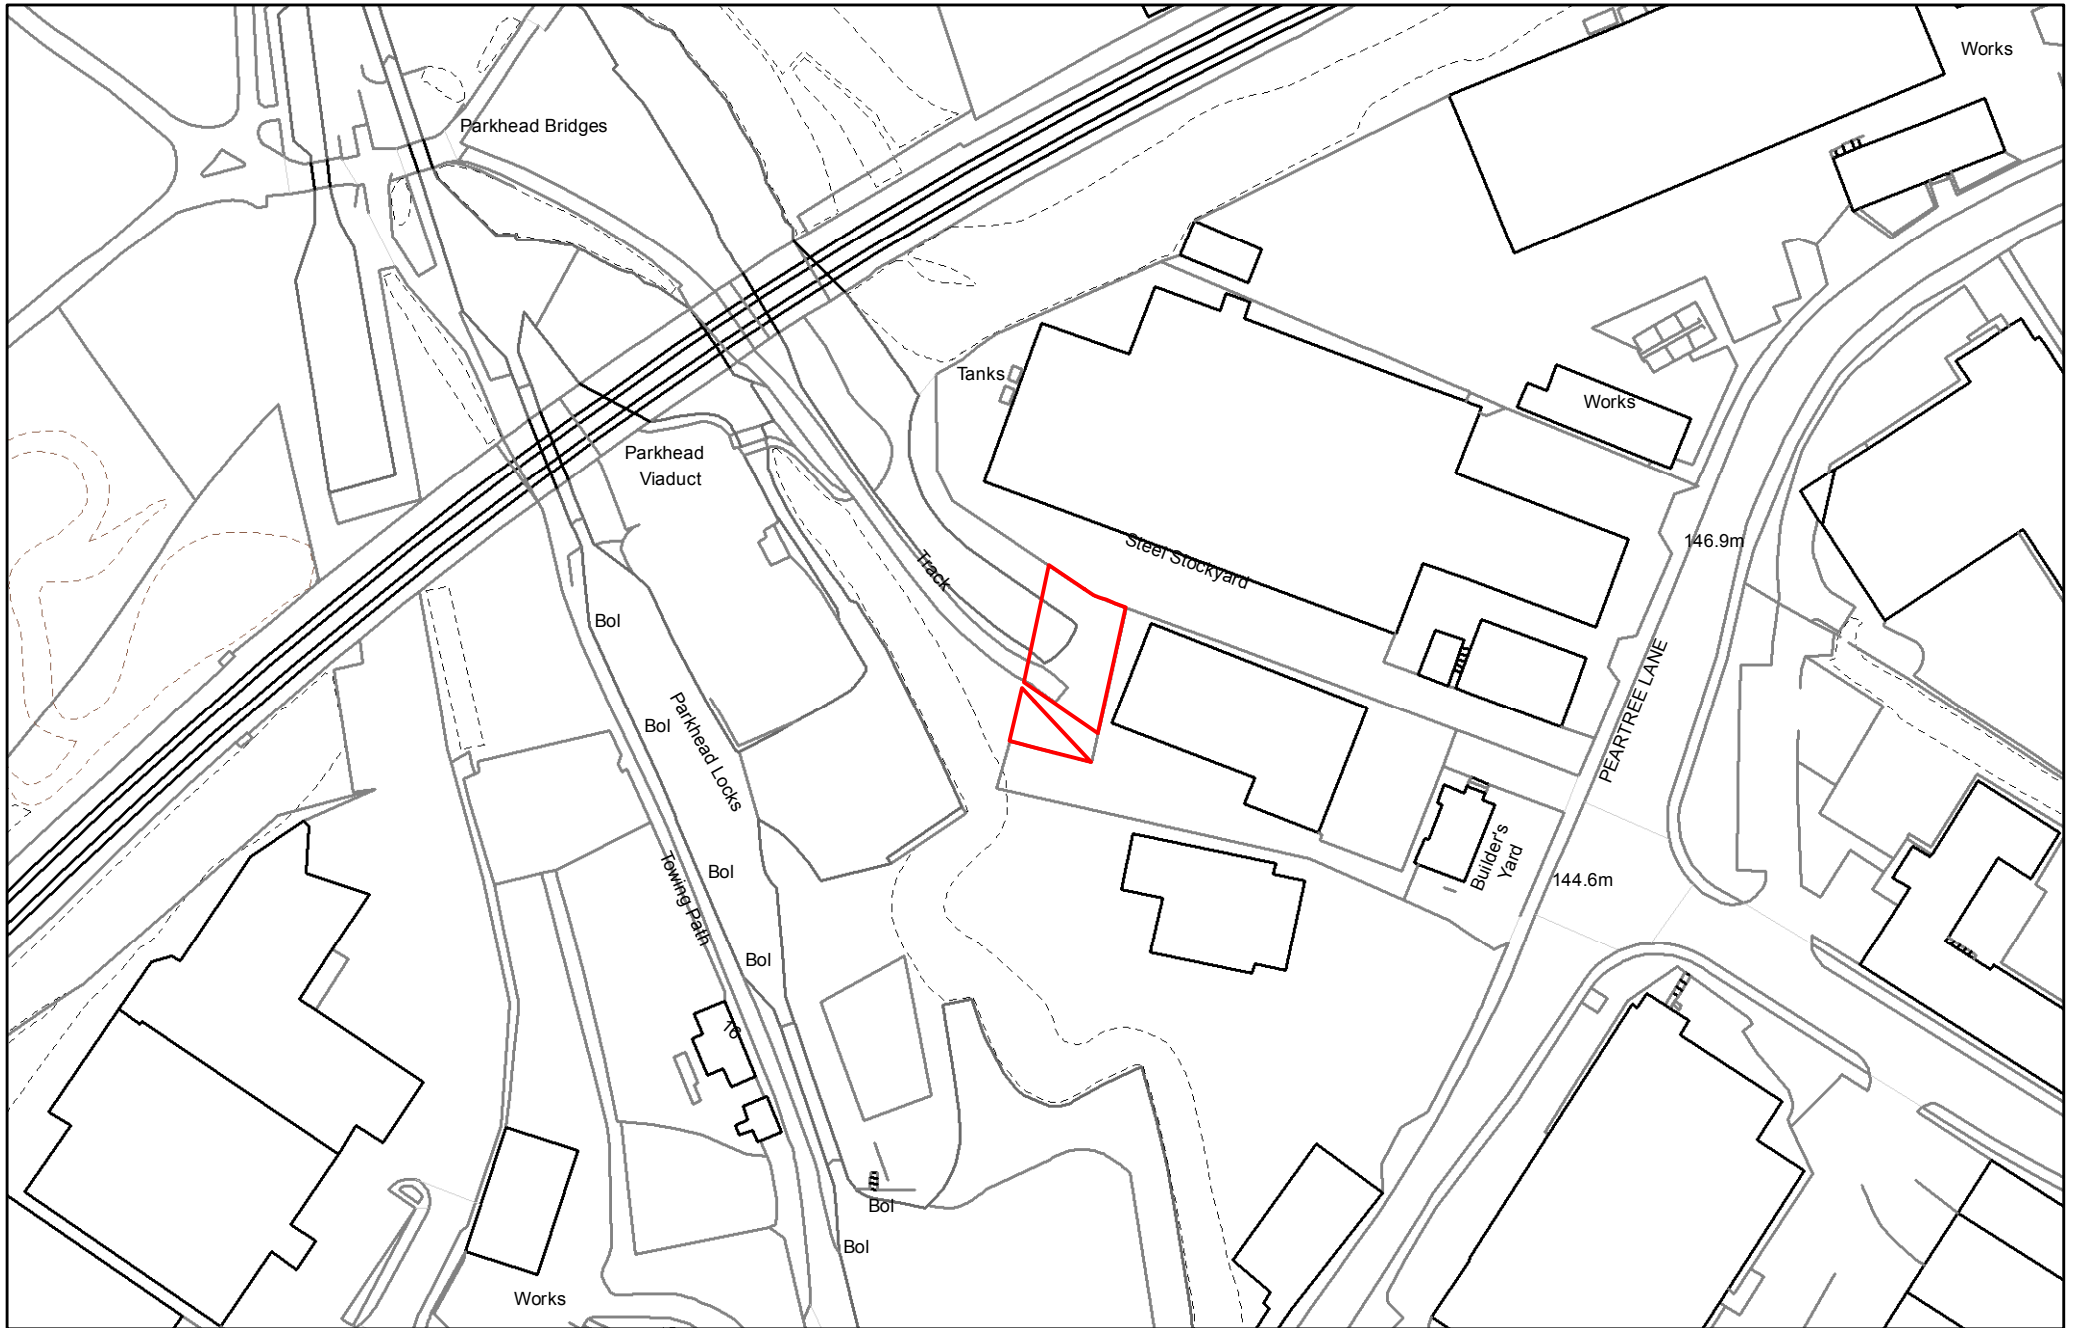 Works
Parkhead Bridges
Tanks
Works
Parkhead
Viaduct
146.9m
Steel Stockyard
Track
Bol
PEARTREE LANE
Parkhead Locks
Bol
Builder's
Yard
Bol
144.6m
Towing Path
Bol
16
Bol
Bol
Works